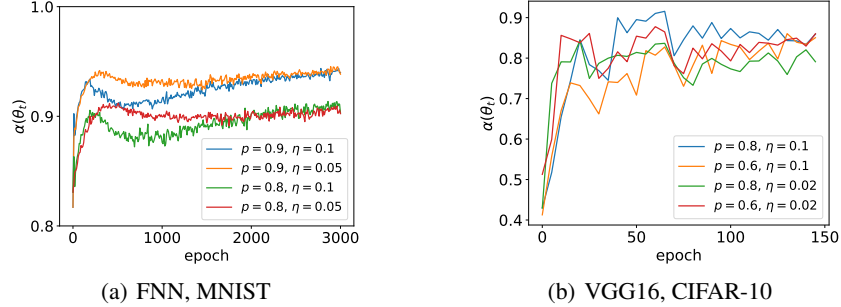 1.0
0.9
0.8
α(θt)
0
1000
2000
3000
epoch
p = 0.9, η = 0.1
p = 0.9, η = 0.05
p = 0.8, η = 0.1
p = 0.8, η = 0.05
(a) FNN, MNIST
0.9
0.8
0.7
0.6
0.5
0.4
α(θt)
0
50
100
150
epoch
p = 0.8, η = 0.1
p = 0.6, η = 0.1
p = 0.8, η = 0.02
p = 0.6, η = 0.02
(b) VGG16, CIFAR-10